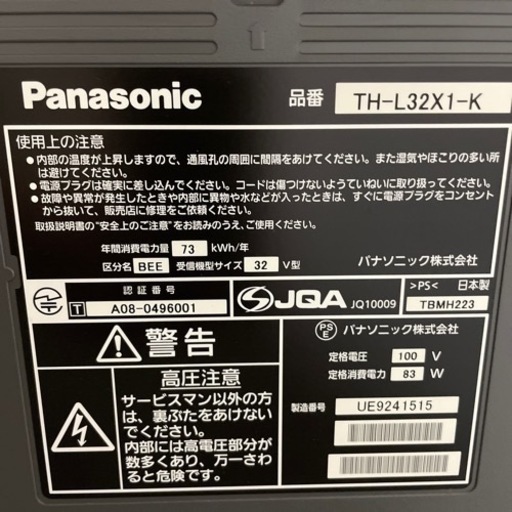 Panasonic 品番 TH-L32X1-K
使用上の注意
●内部の温度が上昇しますので、通風孔の周囲に間隔をあけてください。また湿気やほこりの多い所
は避けてください。
●電源プラグは確実に差し込んでください。コードは傷つけないようていねいに取り扱ってください。
●故障や異常が発生したときや内部に異物や水などが入ったときは、すぐに電源プラグをコンセント
から抜いて、販売店に修理をご依頼ください。
取扱説明書の"安全上のご注意"をお読みのうえ、ご使用ください。
年間消費電力量 73 kWh/年
区分名 BEE 受信機型サイズ 32 V型
パナソニック株式会社
認証番号
T A08-0496001
JQA JQ10009
>PS< 日本製
TBMH223
警告
高圧注意
サービスマン以外の方
は、裏ぶたをあけない
でください。
内部には高電圧部分が
数多くあり、万一さわ
ると危険です。
PSE パナソニック株式会社
定格電圧 100 V
定格消費電力 83 W
製造番号 UE9241515